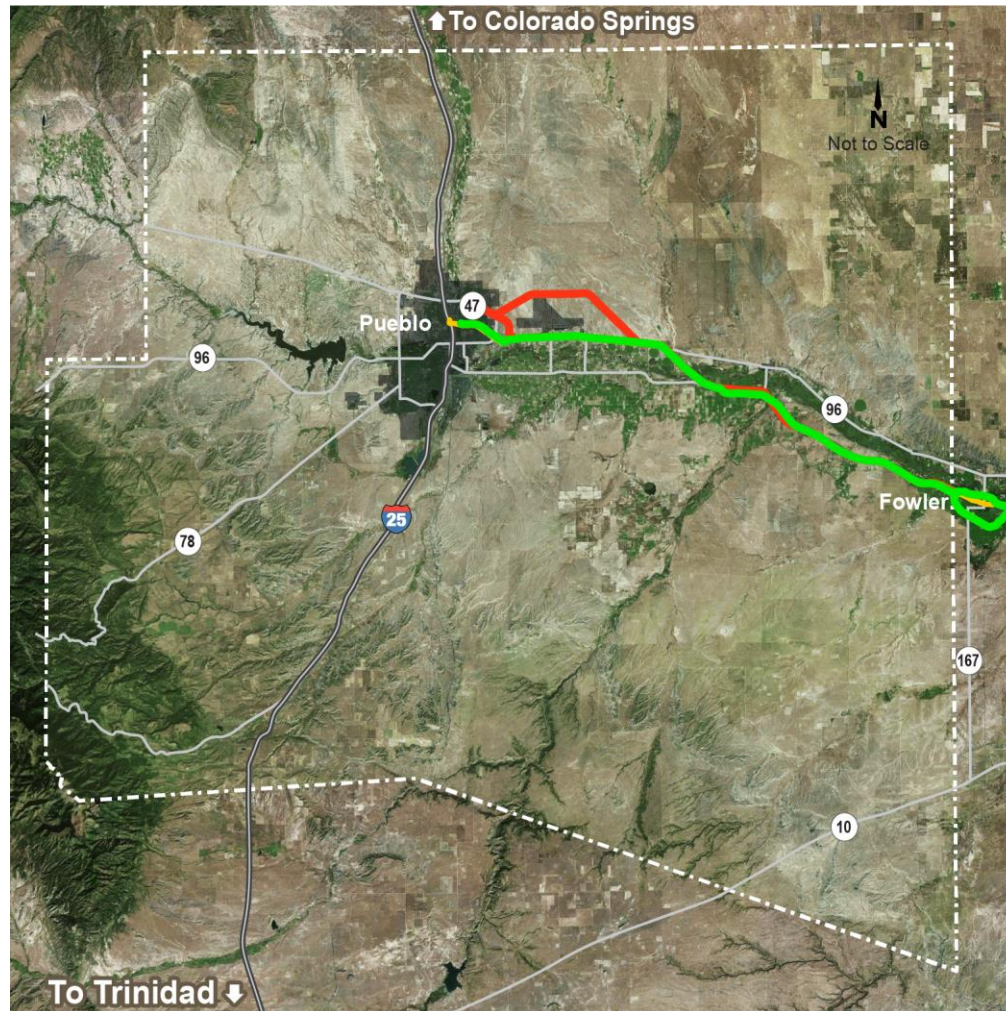 To Colorado Springs
N
Not to Scale
47
Pueblo
96
96
Fowler
25
78
167
10
To Trinidad